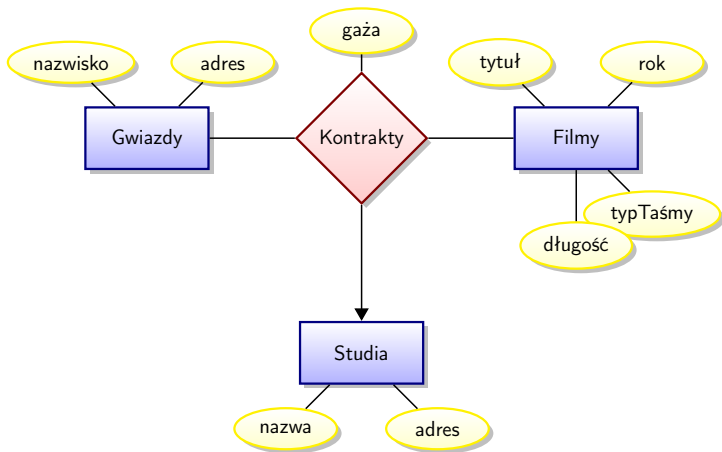 gaża
nazwisko
adres
tytuł
rok
Gwiazdy
Kontrakty
Filmy
typTaśmy
długość
Studia
nazwa
adres